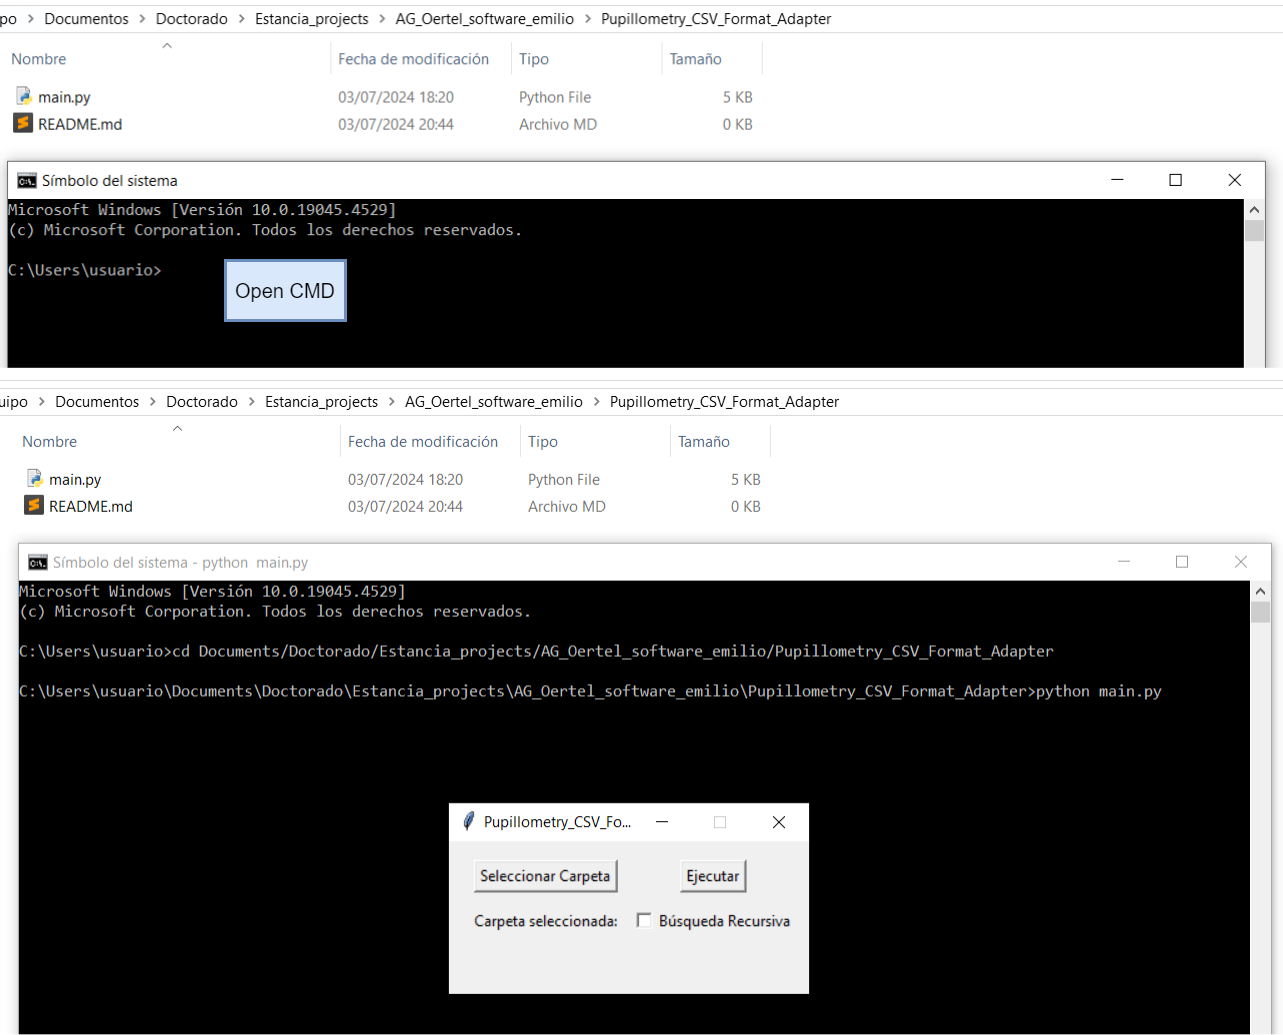 po > Documentos > Doctorado > Estancia_projects > AG_Oertel_software_emilio > Pupillometry_CSV_Format_Adapter
Nombre Fecha de modificación Tipo Tamaño
main.py 03/07/2024 18:20 Python File 5 KB
README.md 03/07/2024 20:44 Archivo MD 0 KB
Símbolo del sistema
Microsoft Windows [Versión 10.0.19045.4529]
(c) Microsoft Corporation. Todos los derechos reservados.
C:\Users\usuario>
Open CMD
uipo > Documentos > Doctorado > Estancia_projects > AG_Oertel_software_emilio > Pupillometry_CSV_Format_Adapter
Nombre Fecha de modificación Tipo Tamaño
main.py 03/07/2024 18:20 Python File 5 KB
README.md 03/07/2024 20:44 Archivo MD 0 KB
Símbolo del sistema - python  main.py
Microsoft Windows [Versión 10.0.19045.4529]
(c) Microsoft Corporation. Todos los derechos reservados.
C:\Users\usuario>cd Documents/Doctorado/Estancia_projects/AG_Oertel_software_emilio/Pupillometry_CSV_Format_Adapter
C:\Users\usuario\Documents\Doctorado\Estancia_projects\AG_Oertel_software_emilio\Pupillometry_CSV_Format_Adapter>python main.py
Pupillometry_CSV_Fo...
Seleccionar Carpeta Ejecutar
Carpeta seleccionada: Búsqueda Recursiva